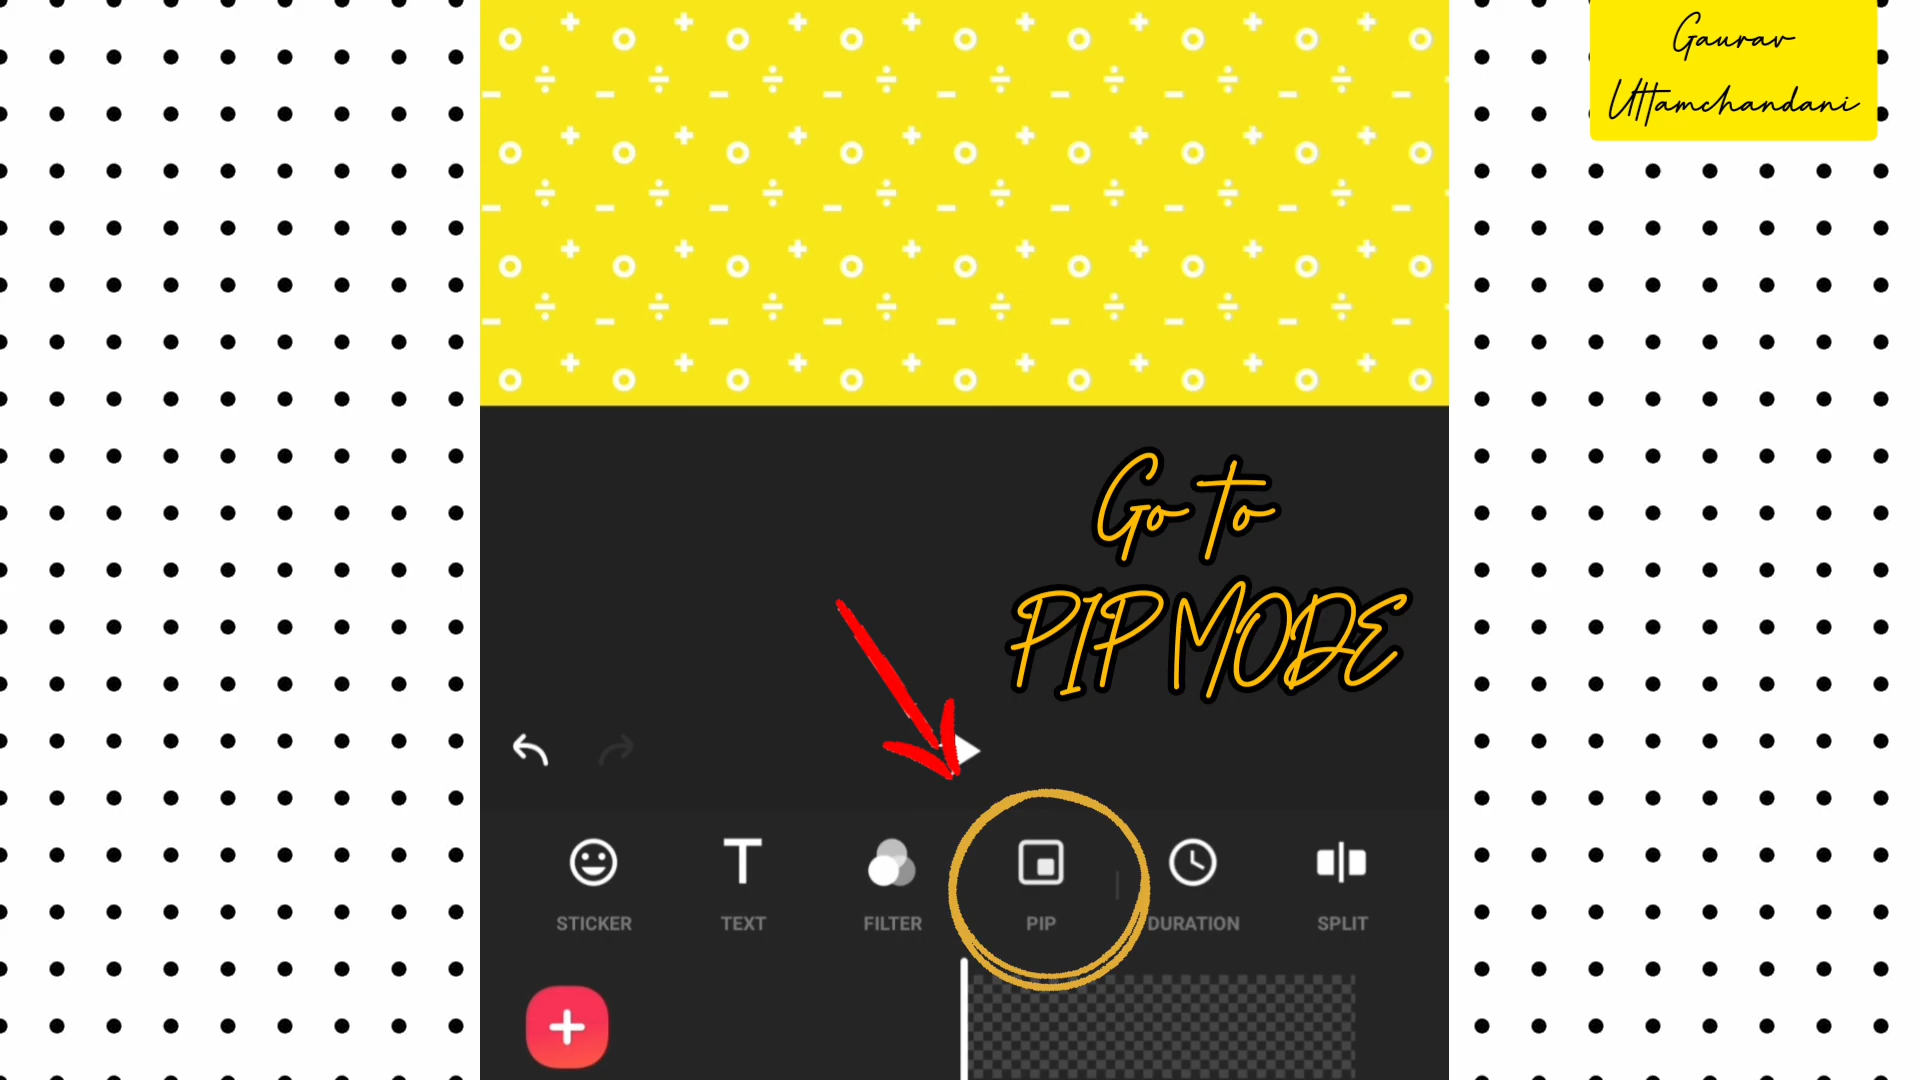 Gaurav
Uttamchandani
Go to
PIP MODE
STICKER TEXT FILTER PIP DURATION SPLIT